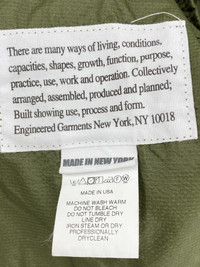 There are many ways of living, conditions,
capacities, shapes, growth, function, purpose,
practice, use, work and operation. Collectively
arranged, assembled, produced and planned;
Built showing use, process and form.
Engineered Garments New York, NY 10018
MADE IN NEW YORK
MADE IN USA
MACHINE WASH WARM
DO NOT BLEACH
DO NOT TUMBLE DRY
LINE DRY
IRON STEAM OR DRY
PROFESSIONALLY
DRYCLEAN